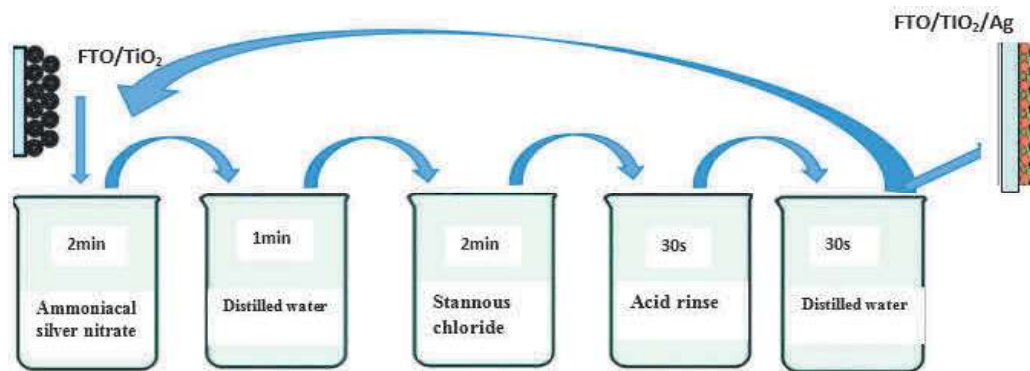 FTO/TiO₂
FTO/TIO₂/Ag
2min
1min
2min
30s
30s
Ammoniacal
silver nitrate
Distilled water
Stannous
chloride
Acid rinse
Distilled water